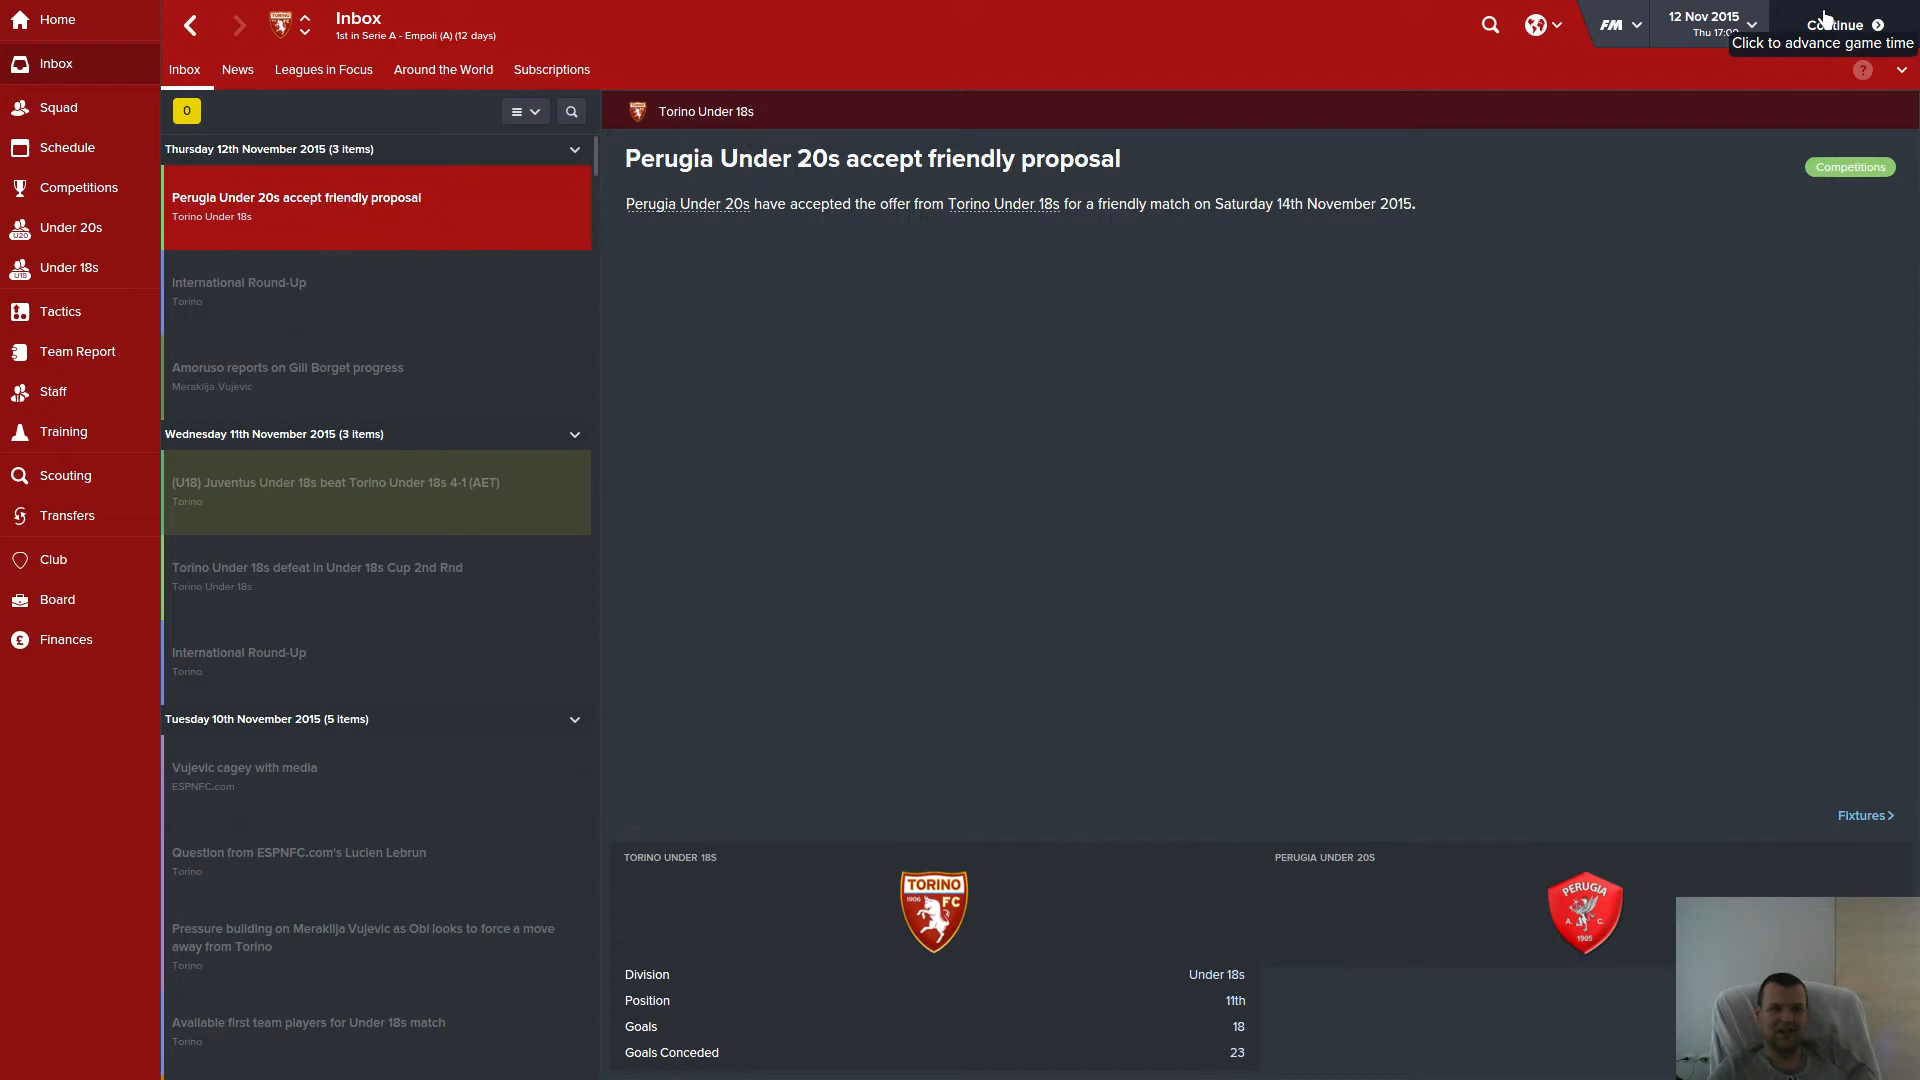 Home
Inbox
Squad
Schedule
Competitions
Under 20s
U20
Under 18s
U18
Tactics
Team Report
Staff
Training
Scouting
Transfers
Club
Board
Finances
Inbox
1st in Serie A - Empoli (A) (12 days)
FM
12 Nov 2015
Thu 17:00
Continue
Click to advance game time
Inbox
News
Leagues in Focus
Around the World
Subscriptions
?
0
Thursday 12th November 2015 (3 items)
Perugia Under 20s accept friendly proposal
Torino Under 18s
International Round-Up
Torino
Amoruso reports on Gill Borget progress
Meraklija Vujevic
Wednesday 11th November 2015 (3 items)
(U18) Juventus Under 18s beat Torino Under 18s 4-1 (AET)
Torino
Torino Under 18s defeat in Under 18s Cup 2nd Rnd
Torino Under 18s
International Round-Up
Torino
Tuesday 10th November 2015 (5 items)
Vujevic cagey with media
ESPNFC.com
Question from ESPNFC.com's Lucien Lebrun
Torino
Pressure building on Meraklija Vujevic as Obi looks to force a move
away from Torino
Torino
Available first team players for Under 18s match
Torino
Torino Under 18s
Perugia Under 20s accept friendly proposal
Competitions
Perugia Under 20s have accepted the offer from Torino Under 18s for a friendly match on Saturday 14th November 2015.
Fixtures
TORINO UNDER 18S
TORINO
1906 FC
Division Under 18s
Position 11th
Goals 18
Goals Conceded 23
PERUGIA UNDER 20S
PERUGIA
A. C.
1905